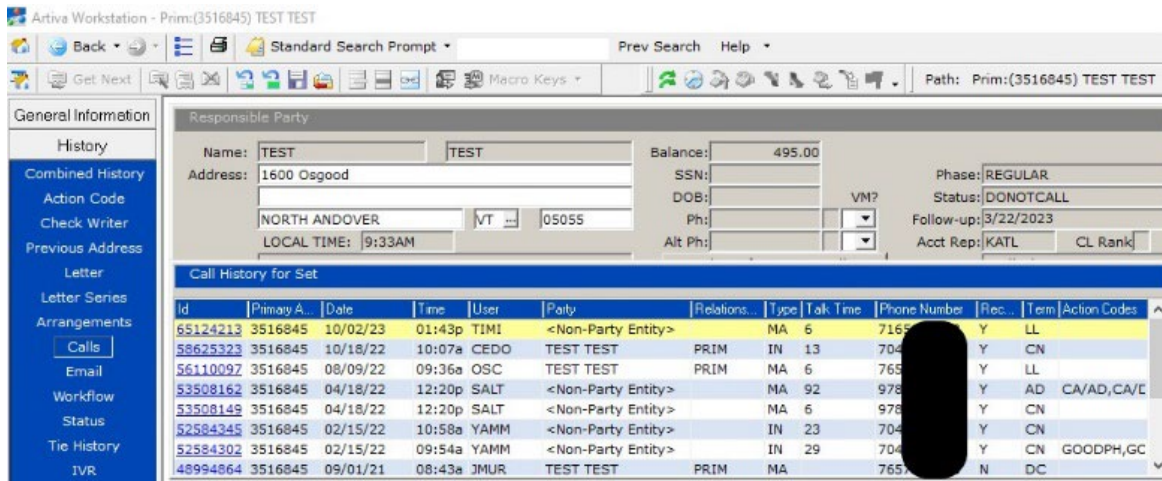 Artiva Workstation - Prim:(3516845) TEST TEST
Back Standard Search Prompt Prev Search Help
Get Next Macro Keys Path: Prim:(3516845) TEST TEST
General Information
History
Combined History
Action Code
Check Writer
Previous Address
Letter
Letter Series
Arrangements
Calls
Email
Workflow
Status
Tie History
IVR
Responsible Party
Name: TEST TEST Balance: 495.00
Address: 1600 Osgood SSN: Phase: REGULAR
DOB: VM? Status: DONOTCALL
NORTH ANDOVER VT ... 05055 Ph: Follow-up: 3/22/2023
LOCAL TIME: 9:33AM Alt Ph: Acct Rep: KATL CL Rank
Call History for Set
Id Primary A... Date Time User Party Relations... Type Talk Time Phone Number Rec... Term Action Codes
65124213 3516845 10/02/23 01:43p TIMI <Non-Party Entity> MA 6 716 Y LL
58625323 3516845 10/18/22 10:07a CEDO TEST TEST PRIM IN 13 704 Y CN
56110097 3516845 08/09/22 09:36a OSC TEST TEST PRIM MA 6 765 Y LL
53508162 3516845 04/18/22 12:20p SALT <Non-Party Entity> MA 92 978 Y AD CA/AD,CA/D
53508149 3516845 04/18/22 12:20p SALT <Non-Party Entity> MA 6 978 Y CN
52584345 3516845 02/15/22 10:58a YAMM <Non-Party Entity> IN 23 704 Y CN
52584302 3516845 02/15/22 09:54a YAMM <Non-Party Entity> IN 29 704 Y CN GOODPH,GC
48994864 3516845 09/01/21 08:43a JMUR TEST TEST PRIM MA 765 N DC